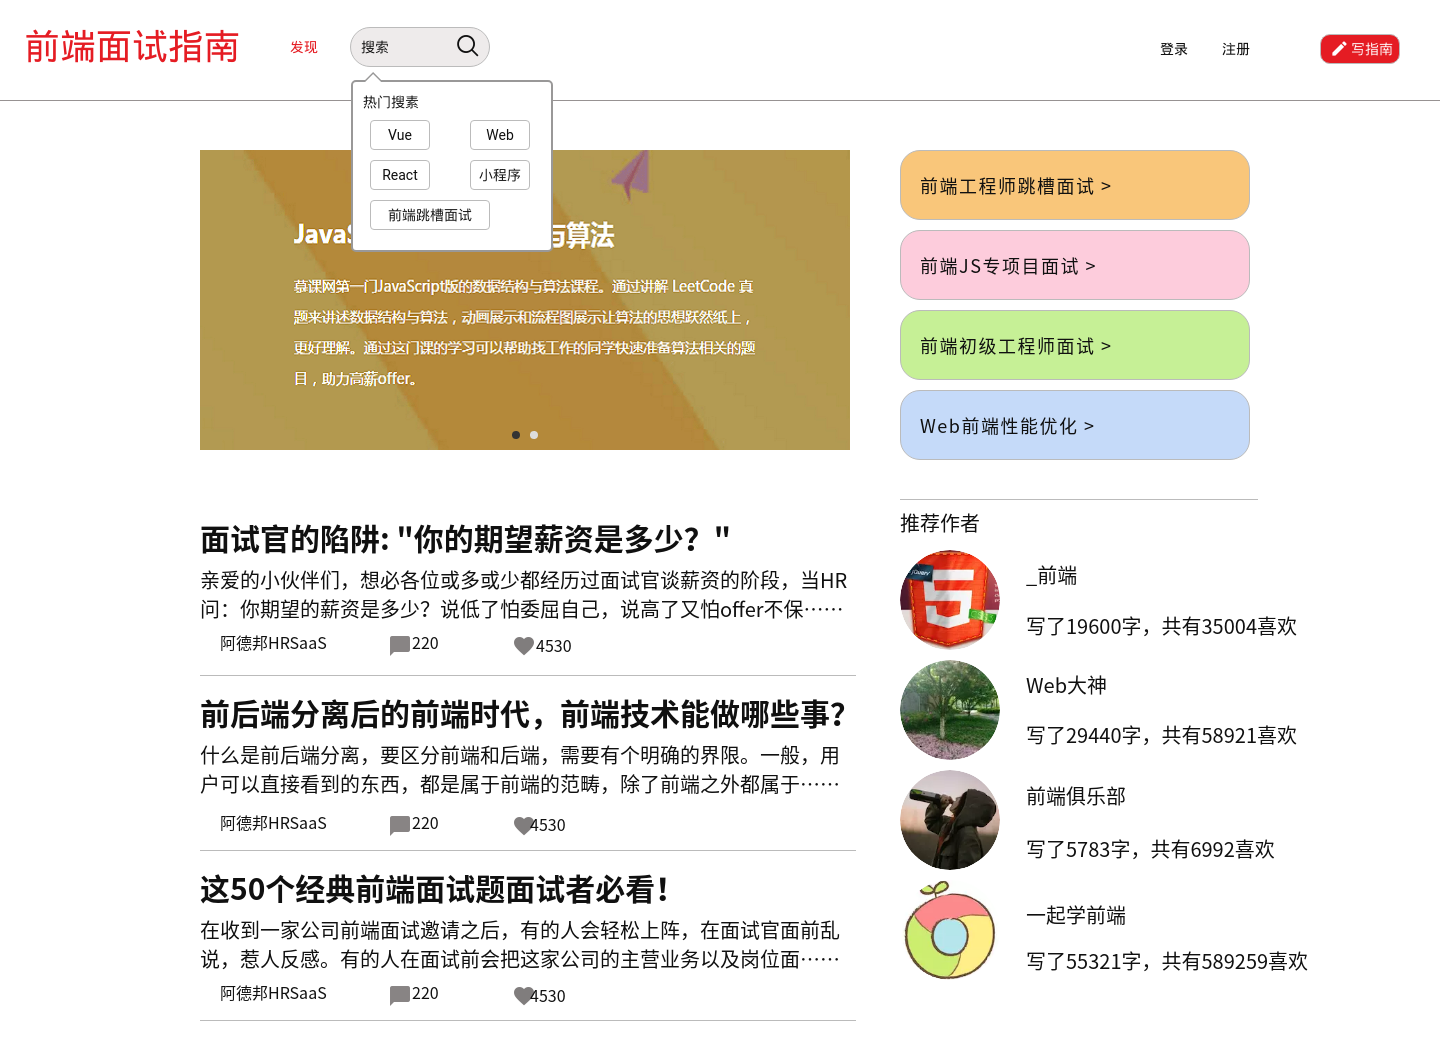 前端面试指南
发现
搜索
登录
注册
写指南
热门搜素
Vue
Web
React
小程序
前端跳槽面试
JavaS
与算法
慕课网第一门JavaScript版的数据结构与算法课程。通过讲解 LeetCode 真
题来讲述数据结构与算法，动画展示和流程图展示让算法的思想跃然纸上，
更好理解。通过这门课的学习可以帮助找工作的同学快速准备算法相关的题
目，助力高薪offer。
前端工程师跳槽面试 >
前端JS专项目面试 >
前端初级工程师面试 >
Web前端性能优化 >
面试官的陷阱: "你的期望薪资是多少？"
亲爱的小伙伴们，想必各位或多或少都经历过面试官谈薪资的阶段，当HR
问：你期望的薪资是多少？说低了怕委屈自己，说高了又怕offer不保······
阿德邦HRSaaS
220
4530
前后端分离后的前端时代，前端技术能做哪些事？
什么是前后端分离，要区分前端和后端，需要有个明确的界限。一般，用
户可以直接看到的东西，都是属于前端的范畴，除了前端之外都属于······
阿德邦HRSaaS
220
4530
这50个经典前端面试题面试者必看！
在收到一家公司前端面试邀请之后，有的人会轻松上阵，在面试官面前乱
说，惹人反感。有的人在面试前会把这家公司的主营业务以及岗位面······
阿德邦HRSaaS
220
4530
推荐作者
jQuery
_前端
写了19600字，共有35004喜欢
Web大神
写了29440字，共有58921喜欢
前端俱乐部
写了5783字，共有6992喜欢
一起学前端
写了55321字，共有589259喜欢